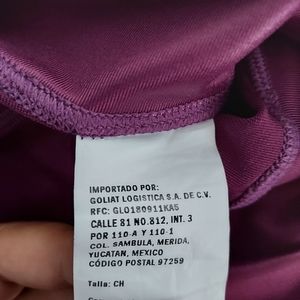 IMPORTADO POR:
GOLIAT LOGISTICA S.A. DE C.V.
RFC: GLO180911KA5
CALLE 81 NO.812, INT. 3
POR 110-A Y 110-1
COL. SAMBULA, MERIDA,
YUCATAN, MEXICO
CÓDIGO POSTAL 97259
Talla: CH